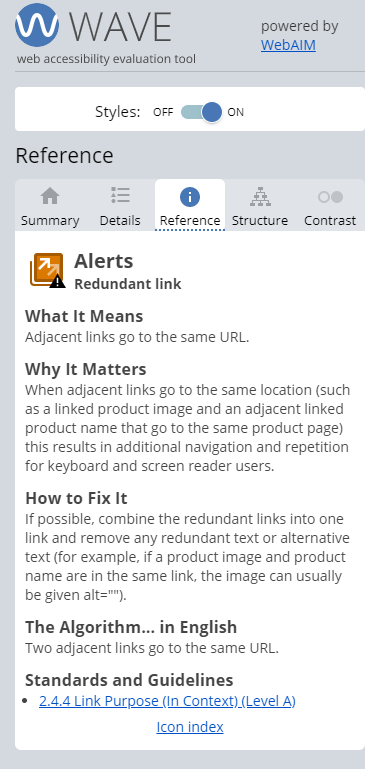 WAVE
web accessibility evaluation tool
powered by
WebAIM
Styles: OFF ON
Reference
Summary Details Reference Structure Contrast
Alerts
Redundant link
What It Means
Adjacent links go to the same URL.
Why It Matters
When adjacent links go to the same location (such
as a linked product image and an adjacent linked
product name that go to the same product page)
this results in additional navigation and repetition
for keyboard and screen reader users.
How to Fix It
If possible, combine the redundant links into one
link and remove any redundant text or alternative
text (for example, if a product image and product
name are in the same link, the image can usually
be given alt="").
The Algorithm... in English
Two adjacent links go to the same URL.
Standards and Guidelines
• 2.4.4 Link Purpose (In Context) (Level A)
Icon index